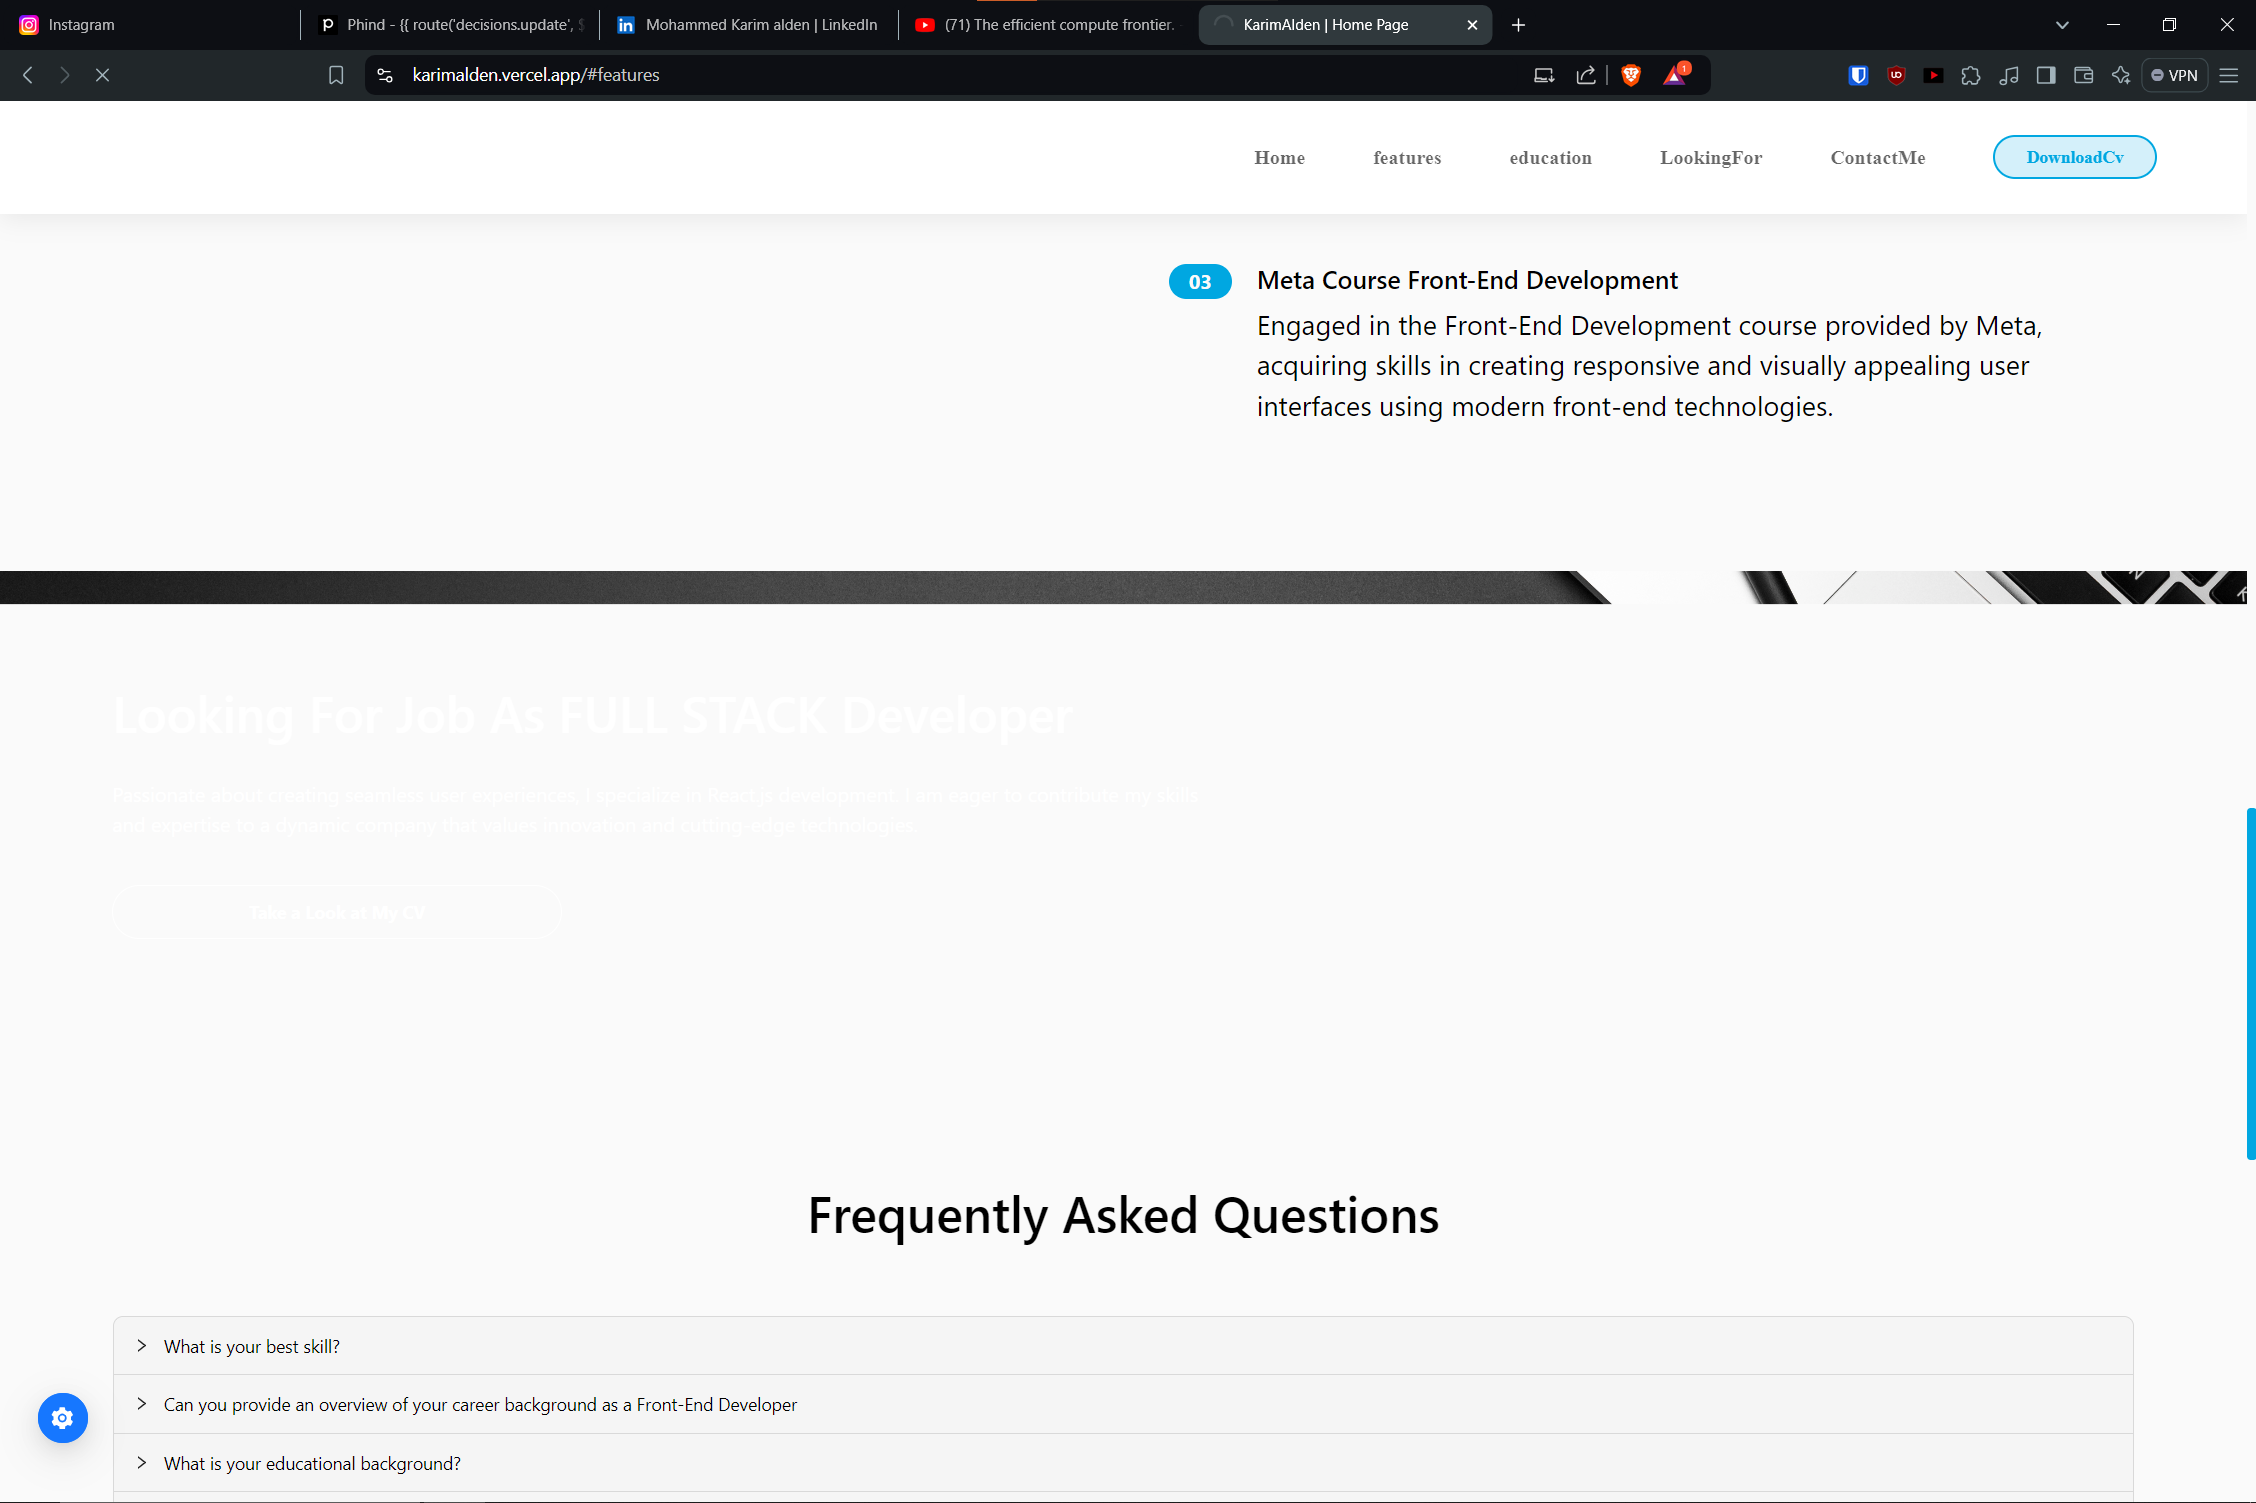 Instagram
Phind - {{ route('decisions.update', $
Mohammed Karim alden | LinkedIn
(71) The efficient compute frontier.
KarimAlden | Home Page
karimalden.vercel.app/#features
1
VPN
Home
features
education
LookingFor
ContactMe
DownloadCv
03
Meta Course Front-End Development
Engaged in the Front-End Development course provided by Meta,
acquiring skills in creating responsive and visually appealing user
interfaces using modern front-end technologies.
Looking For Job As FULL STACK Developer
Passionate about creating seamless user experiences, I specialize in React.js development. I am eager to contribute my skills
and expertise to a dynamic company that values innovation and cutting-edge technologies.
Take a Look at My CV
Frequently Asked Questions
What is your best skill?
Can you provide an overview of your career background as a Front-End Developer
What is your educational background?